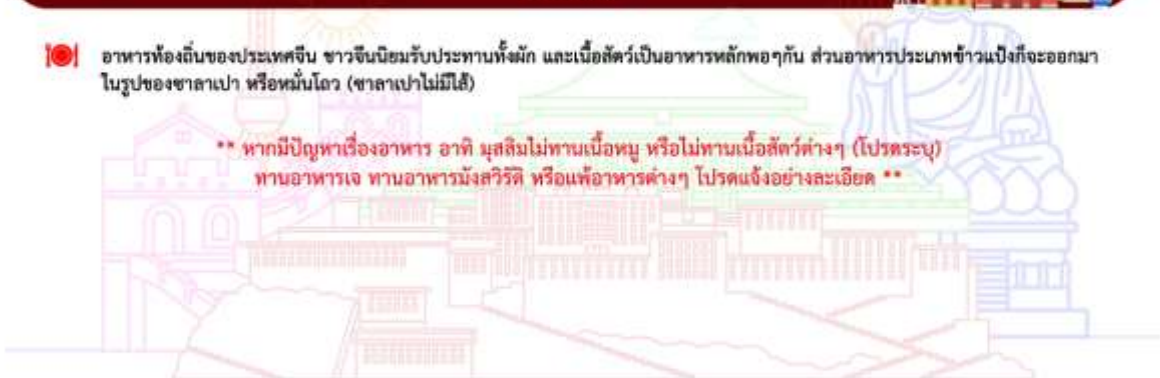 อาหารท้องถิ่นของประเทศจีน ชาวจีนนิยมรับประทานทั้งผัก และเนื้อสัตว์เป็นอาหารหลักพอๆกัน ส่วนอาหารประเภทข้าวแป้งก็จะออกมา
ในรูปของซาลาเปา หรือหมั่นโถว (ซาลาเปาไม่มีไส้)
** หากมีปัญหาเรื่องอาหาร อาทิ มุสลิมไม่ทานเนื้อหมู หรือไม่ทานเนื้อสัตว์ต่างๆ (โปรดระบุ)
ทานอาหารเจ ทานอาหารมังสวิรัติ หรือแพ้อาหารต่างๆ โปรดแจ้งอย่างละเอียด **